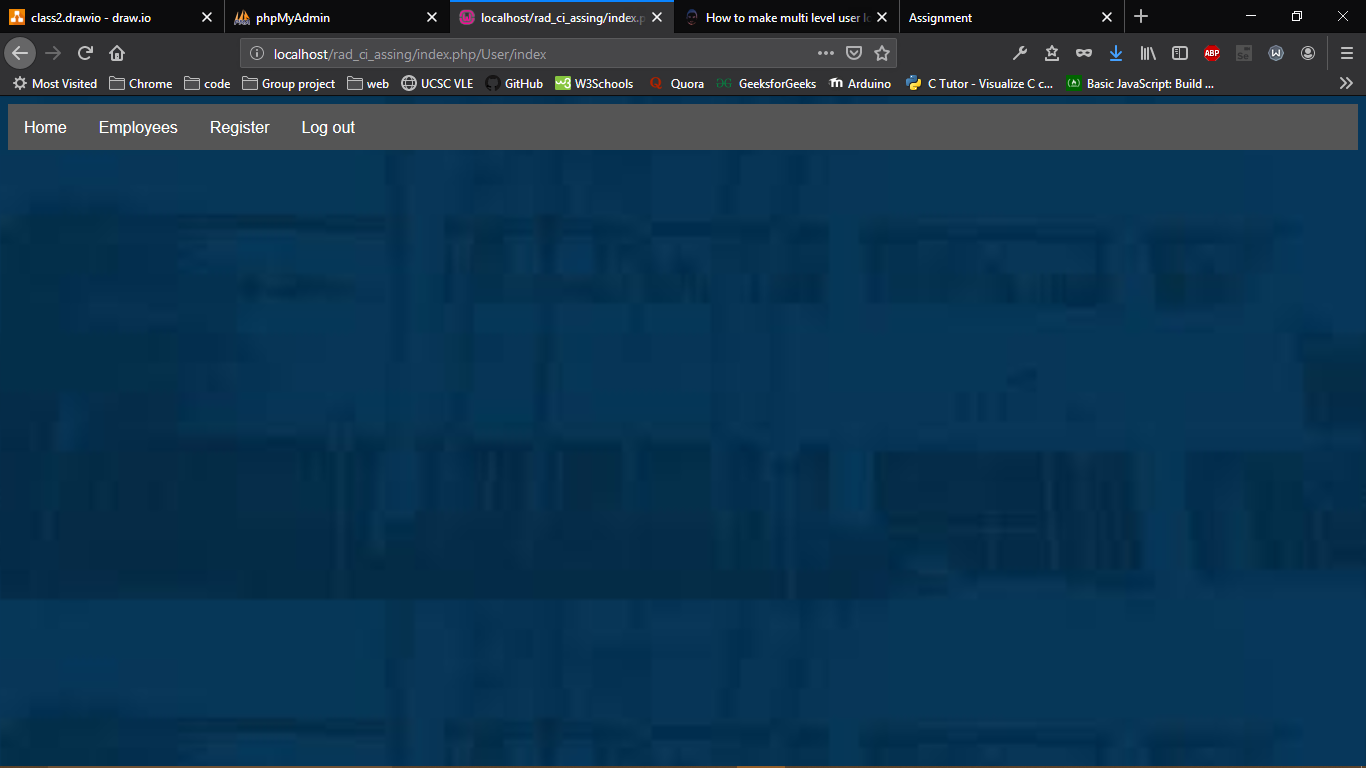 class2.drawio - draw.io phpMyAdmin localhost/rad_ci_assing/index.p How to make multi level user l Assignment
localhost/rad_ci_assing/index.php/User/index
ABP
Most Visited Chrome code Group project web UCSC VLE GitHub W3Schools Quora GeeksforGeeks Arduino C Tutor - Visualize C c... Basic JavaScript: Build ...
Home Employees Register Log out